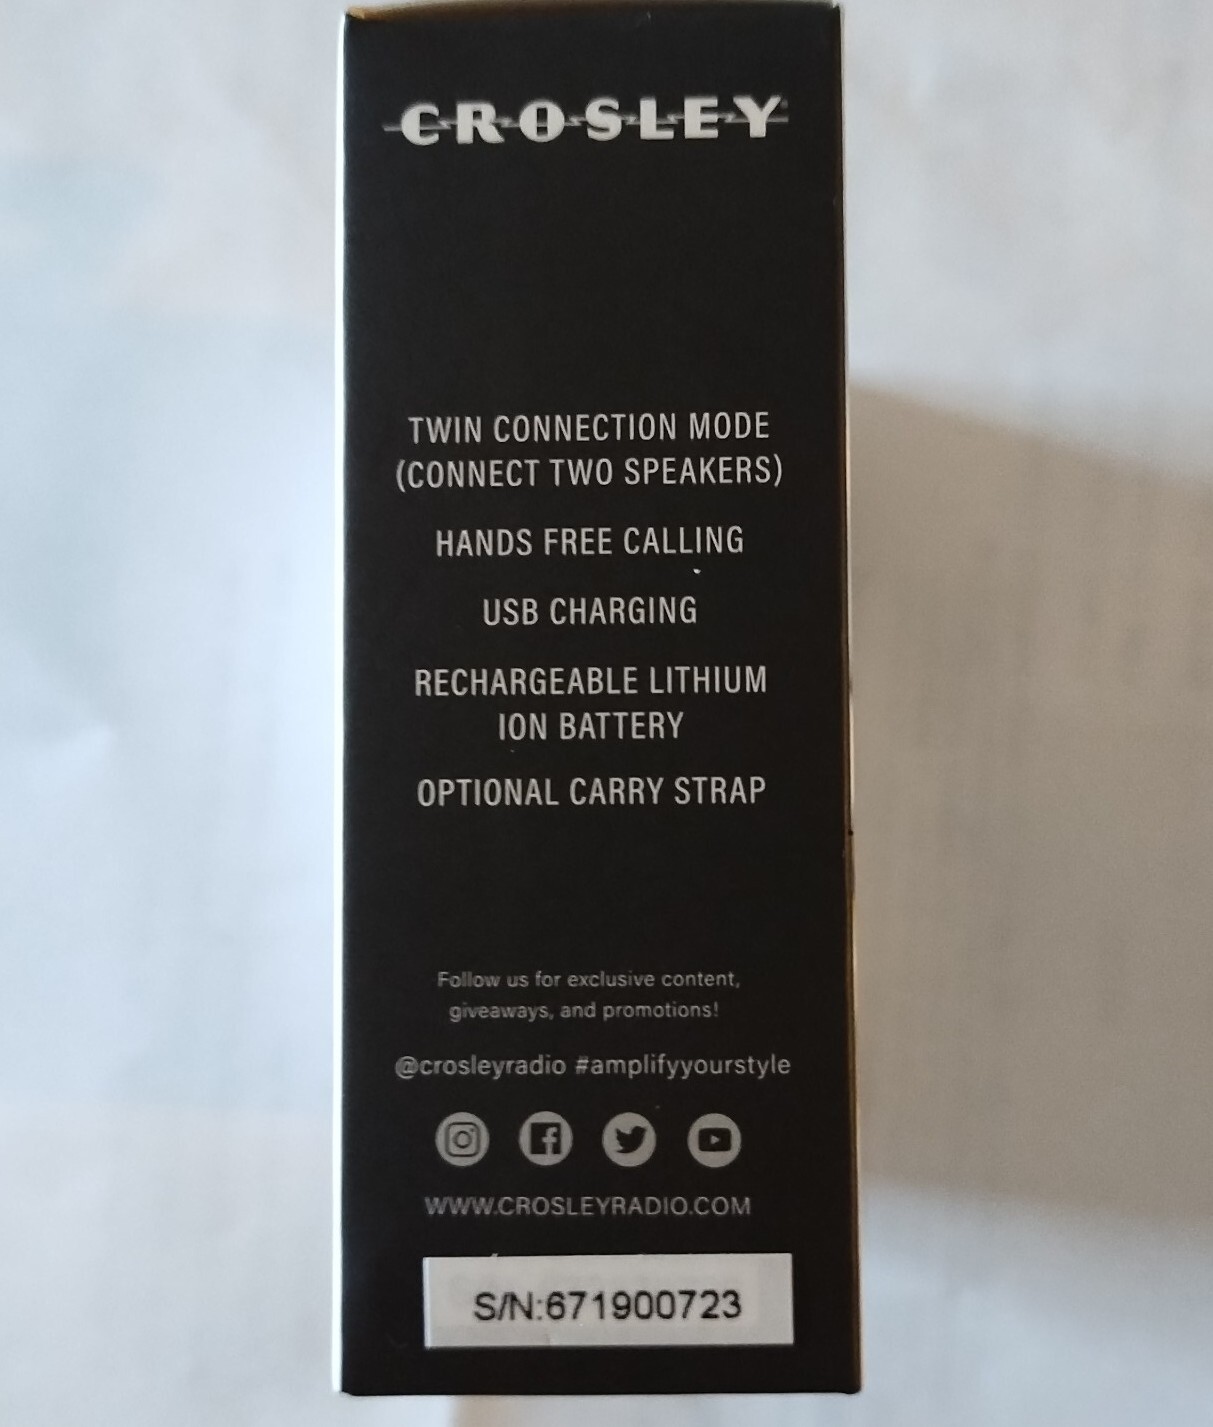 CROSLEY
TWIN CONNECTION MODE
(CONNECT TWO SPEAKERS)
HANDS FREE CALLING
USB CHARGING
RECHARGEABLE LITHIUM
ION BATTERY
OPTIONAL CARRY STRAP
Follow us for exclusive content,
giveaways, and promotions!
@crosleyradio #amplifyyourstyle
WWW.CROSLEYRADIO.COM
S/N:671900723